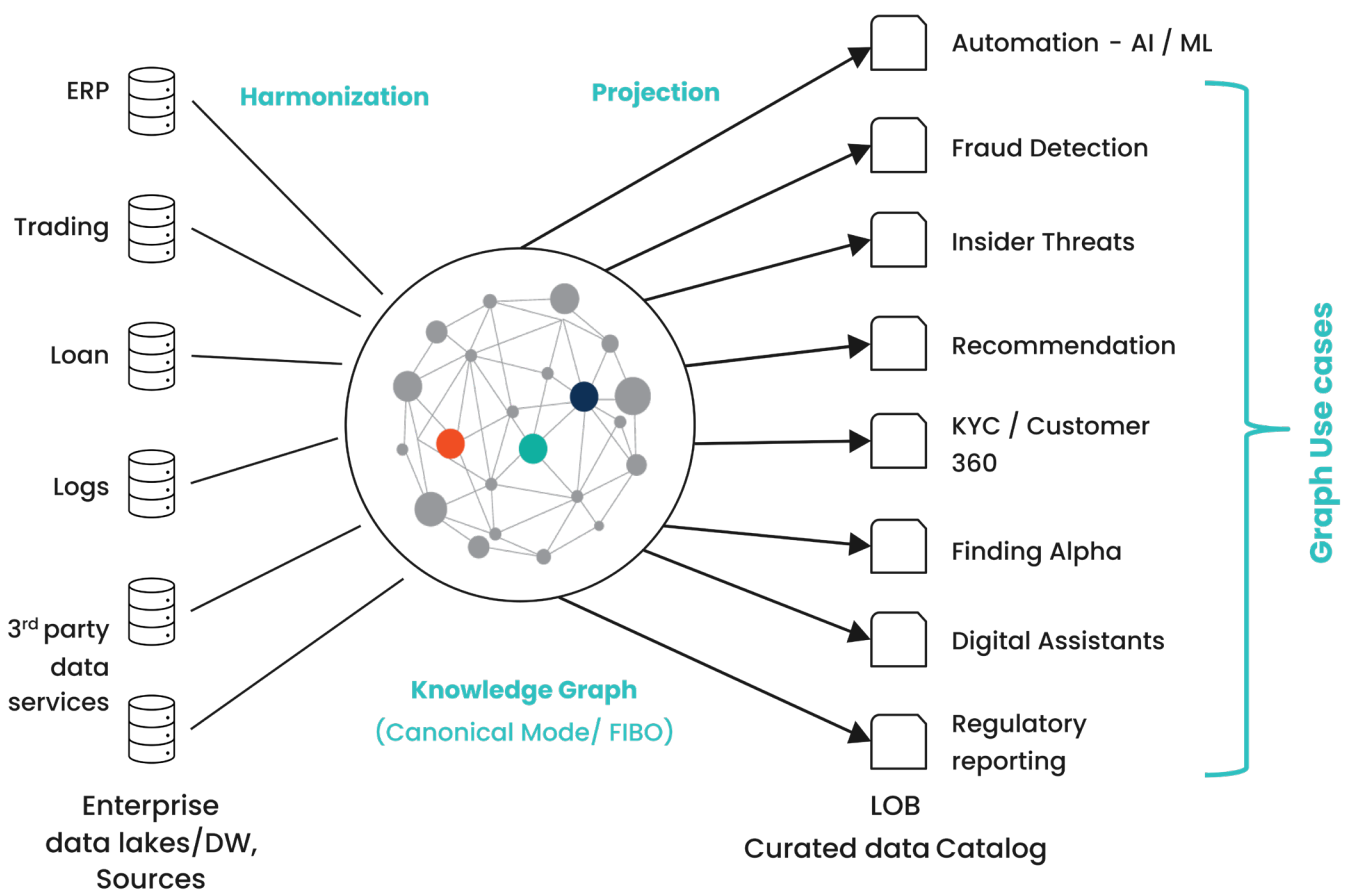 ERP
Trading
Loan
Logs
3rd party
data
services
Enterprise
data lakes/DW,
Sources
Harmonization
Projection
Knowledge Graph
(Canonical Mode/ FIBO)
Automation - AI / ML
Fraud Detection
Insider Threats
Recommendation
KYC / Customer
360
Finding Alpha
Digital Assistants
Regulatory
reporting
LOB
Curated data Catalog
Graph Use cases